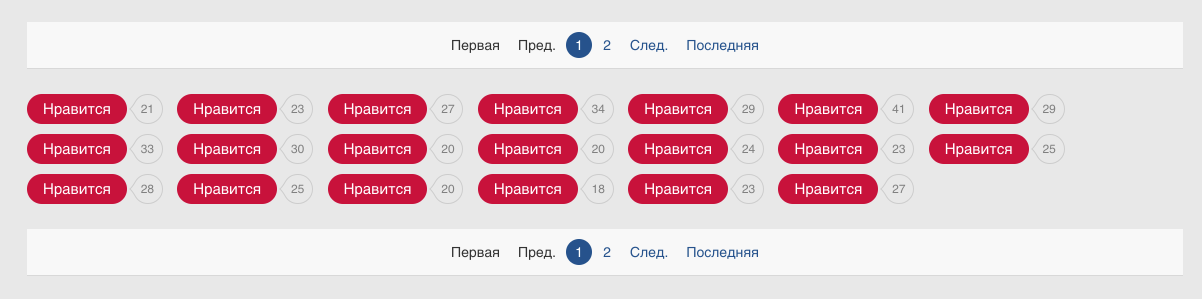 Первая Пред. 1 2 След. Последняя
Нравится 21 Нравится 23 Нравится 27 Нравится 34 Нравится 29 Нравится 41 Нравится 29
Нравится 33 Нравится 30 Нравится 20 Нравится 20 Нравится 24 Нравится 23 Нравится 25
Нравится 28 Нравится 25 Нравится 20 Нравится 18 Нравится 23 Нравится 27
Первая Пред. 1 2 След. Последняя